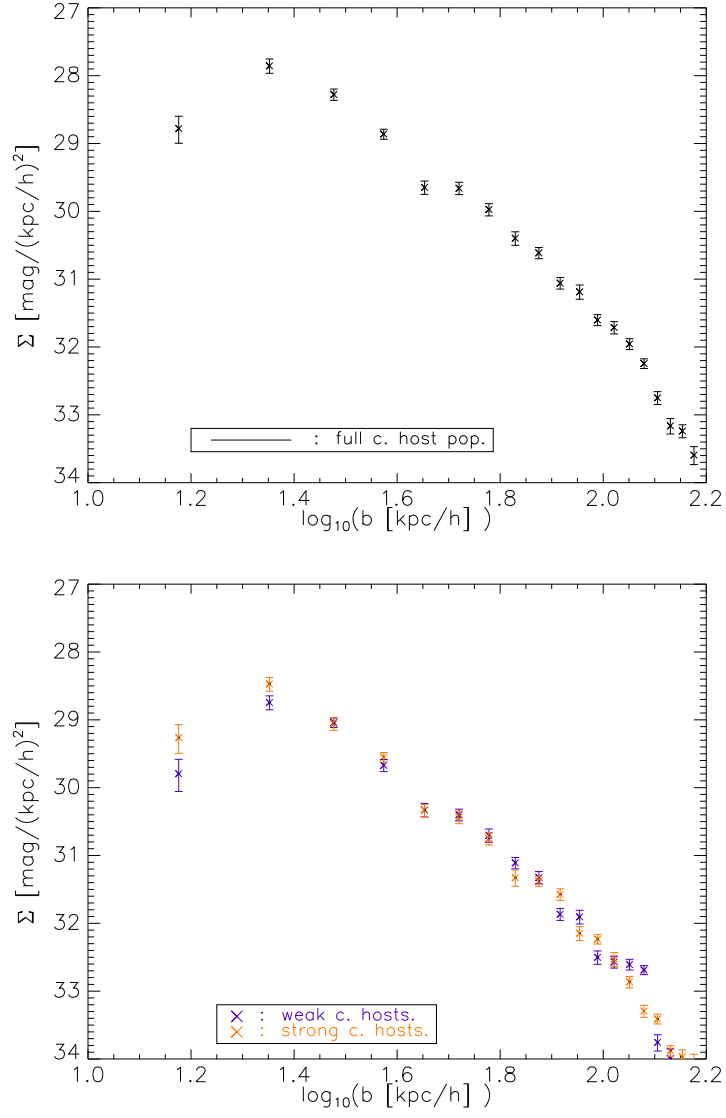 27
28
29
30
31
32
33
34
Σ [mag/(kpc/h)²]
: full c. host pop.
1.0 1.2 1.4 1.6 1.8 2.0 2.2
log₁₀(b [kpc/h] )
27
28
29
30
31
32
33
34
Σ [mag/(kpc/h)²]
: weak c. hosts.
: strong c. hosts.
1.0 1.2 1.4 1.6 1.8 2.0 2.2
log₁₀(b [kpc/h] )